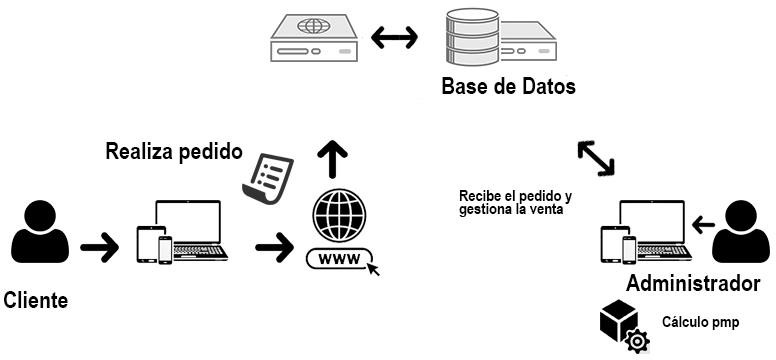 Base de Datos
Realiza pedido
Recibe el pedido y
gestiona la venta
www
Cliente
Administrador
Cálculo pmp